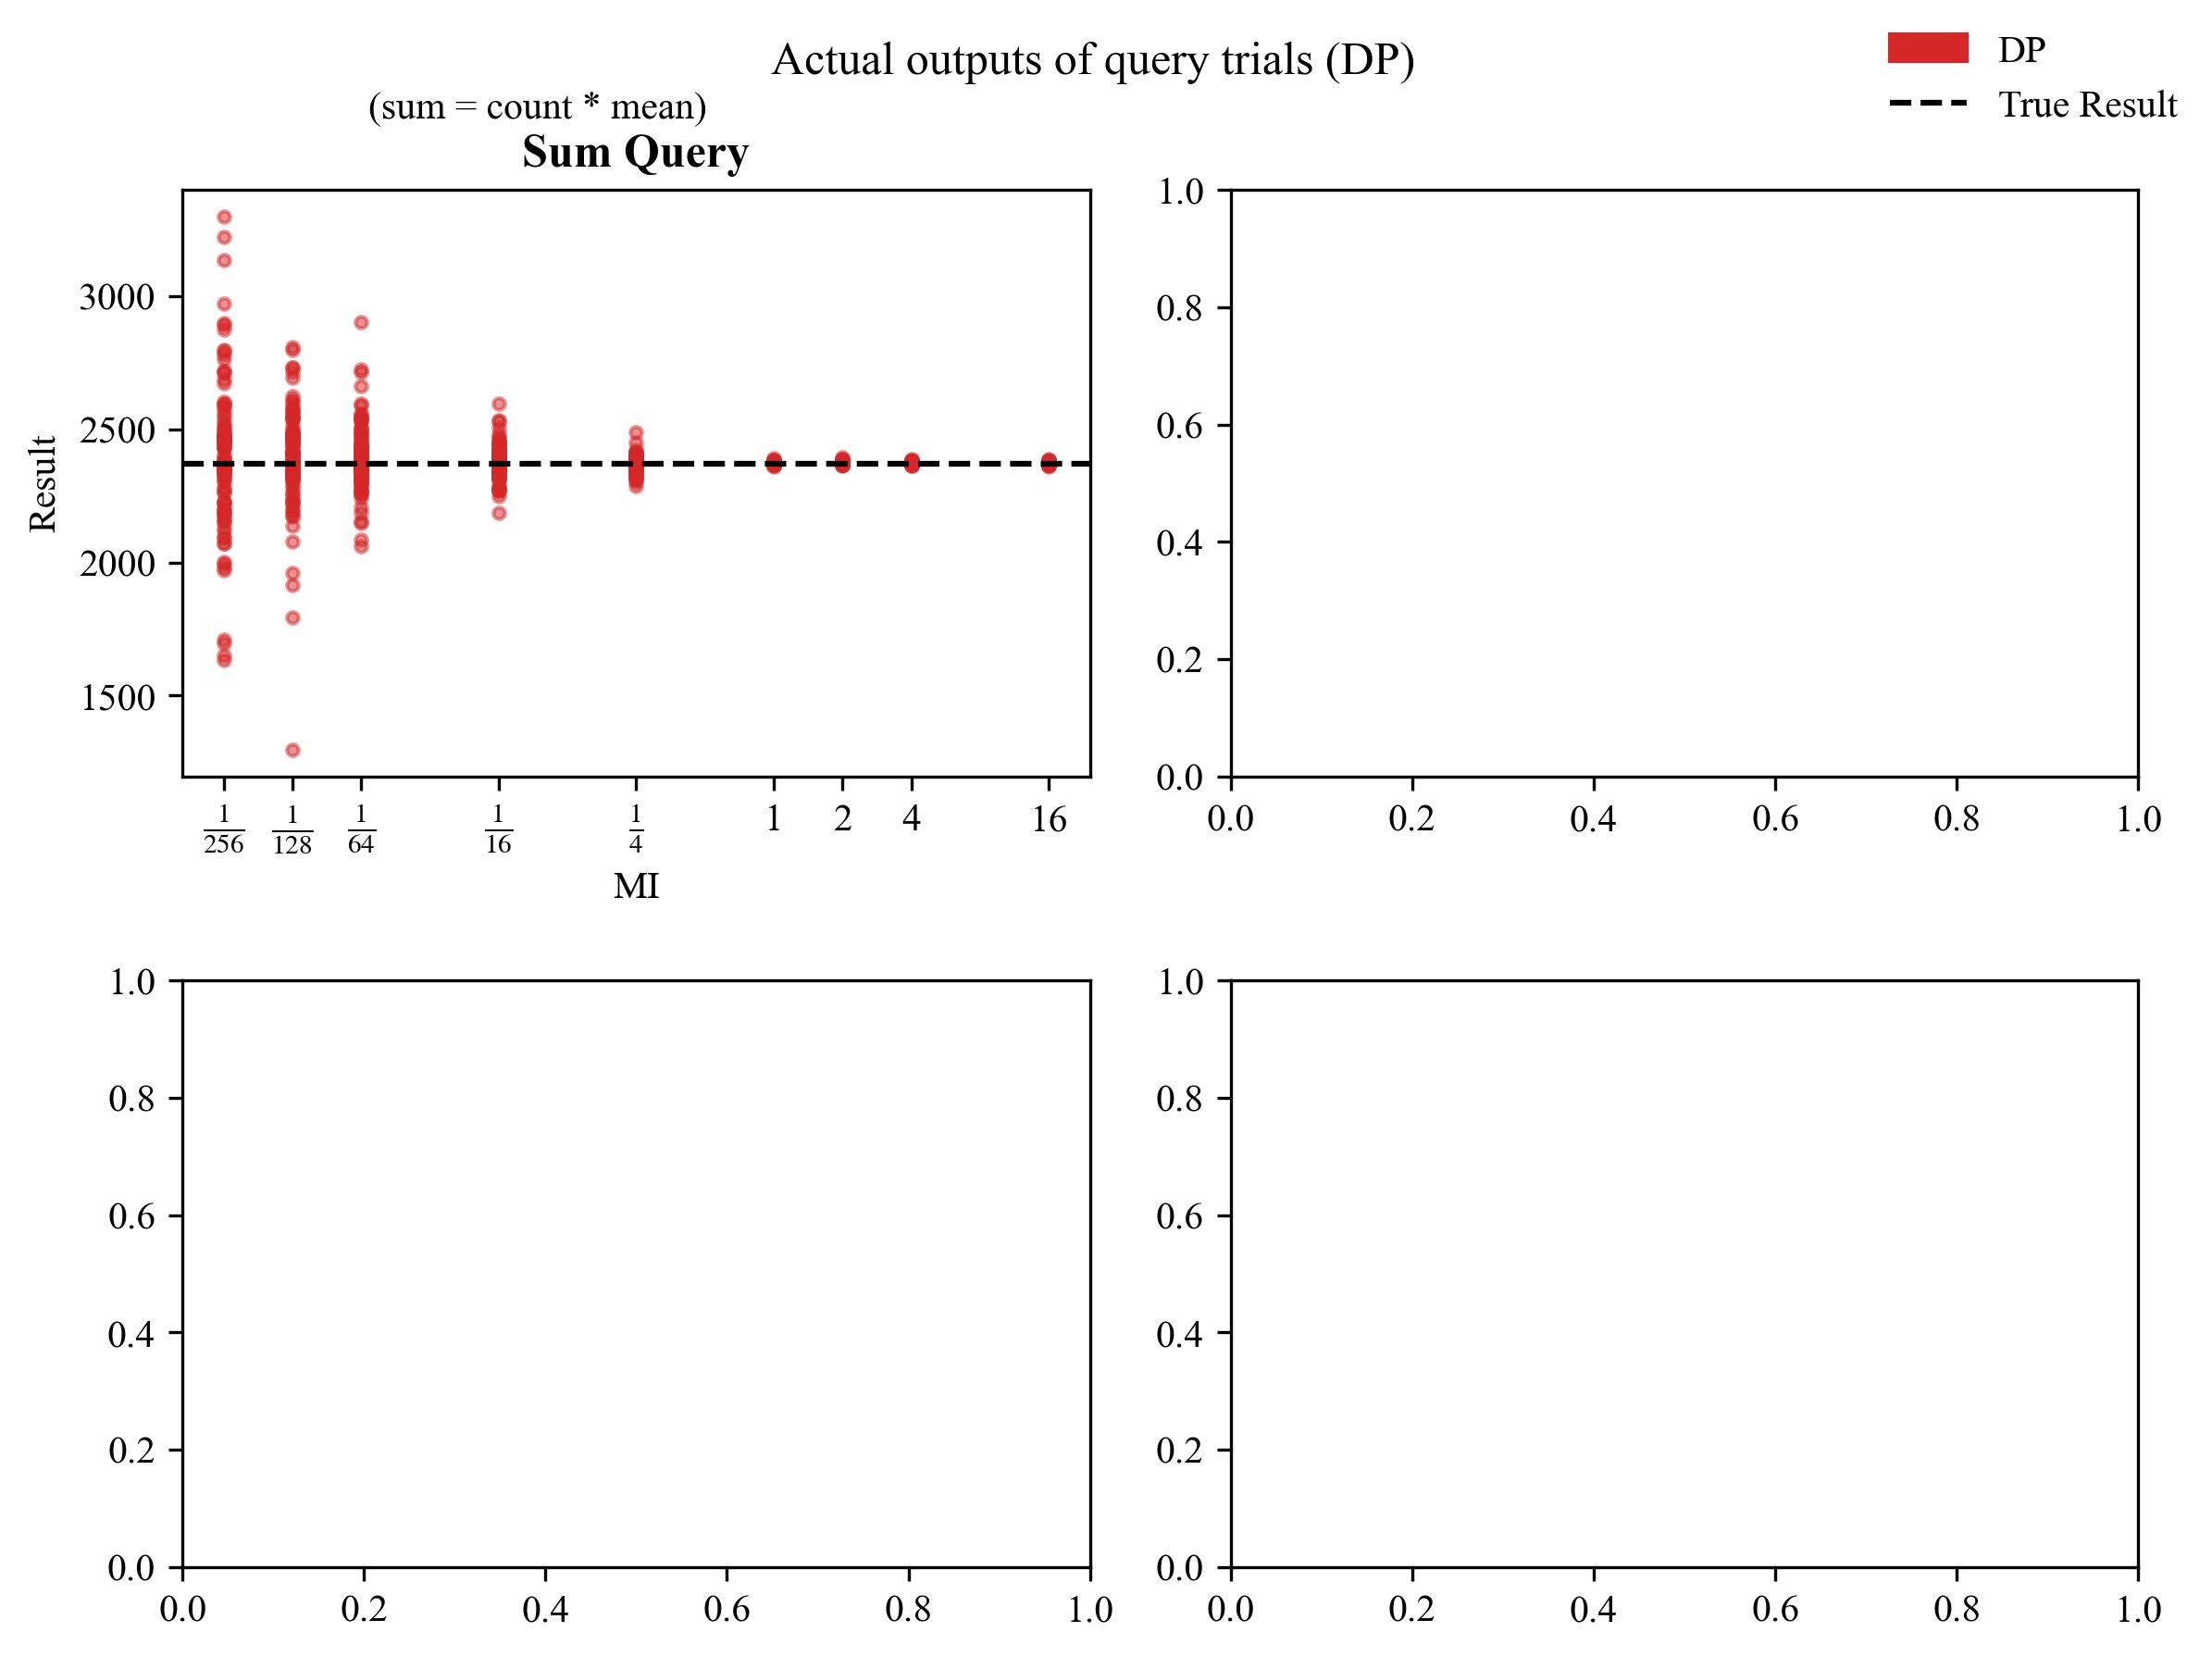 Actual outputs of query trials (DP)
DP
True Result
(sum = count * mean)
Sum Query
Result
3000
2500
2000
1500
1/256 1/128 1/64 1/16 1/4 1 2 4 16
MI
1.0
0.8
0.6
0.4
0.2
0.0
0.0 0.2 0.4 0.6 0.8 1.0
1.0
0.8
0.6
0.4
0.2
0.0
0.0 0.2 0.4 0.6 0.8 1.0
1.0
0.8
0.6
0.4
0.2
0.0
0.0 0.2 0.4 0.6 0.8 1.0